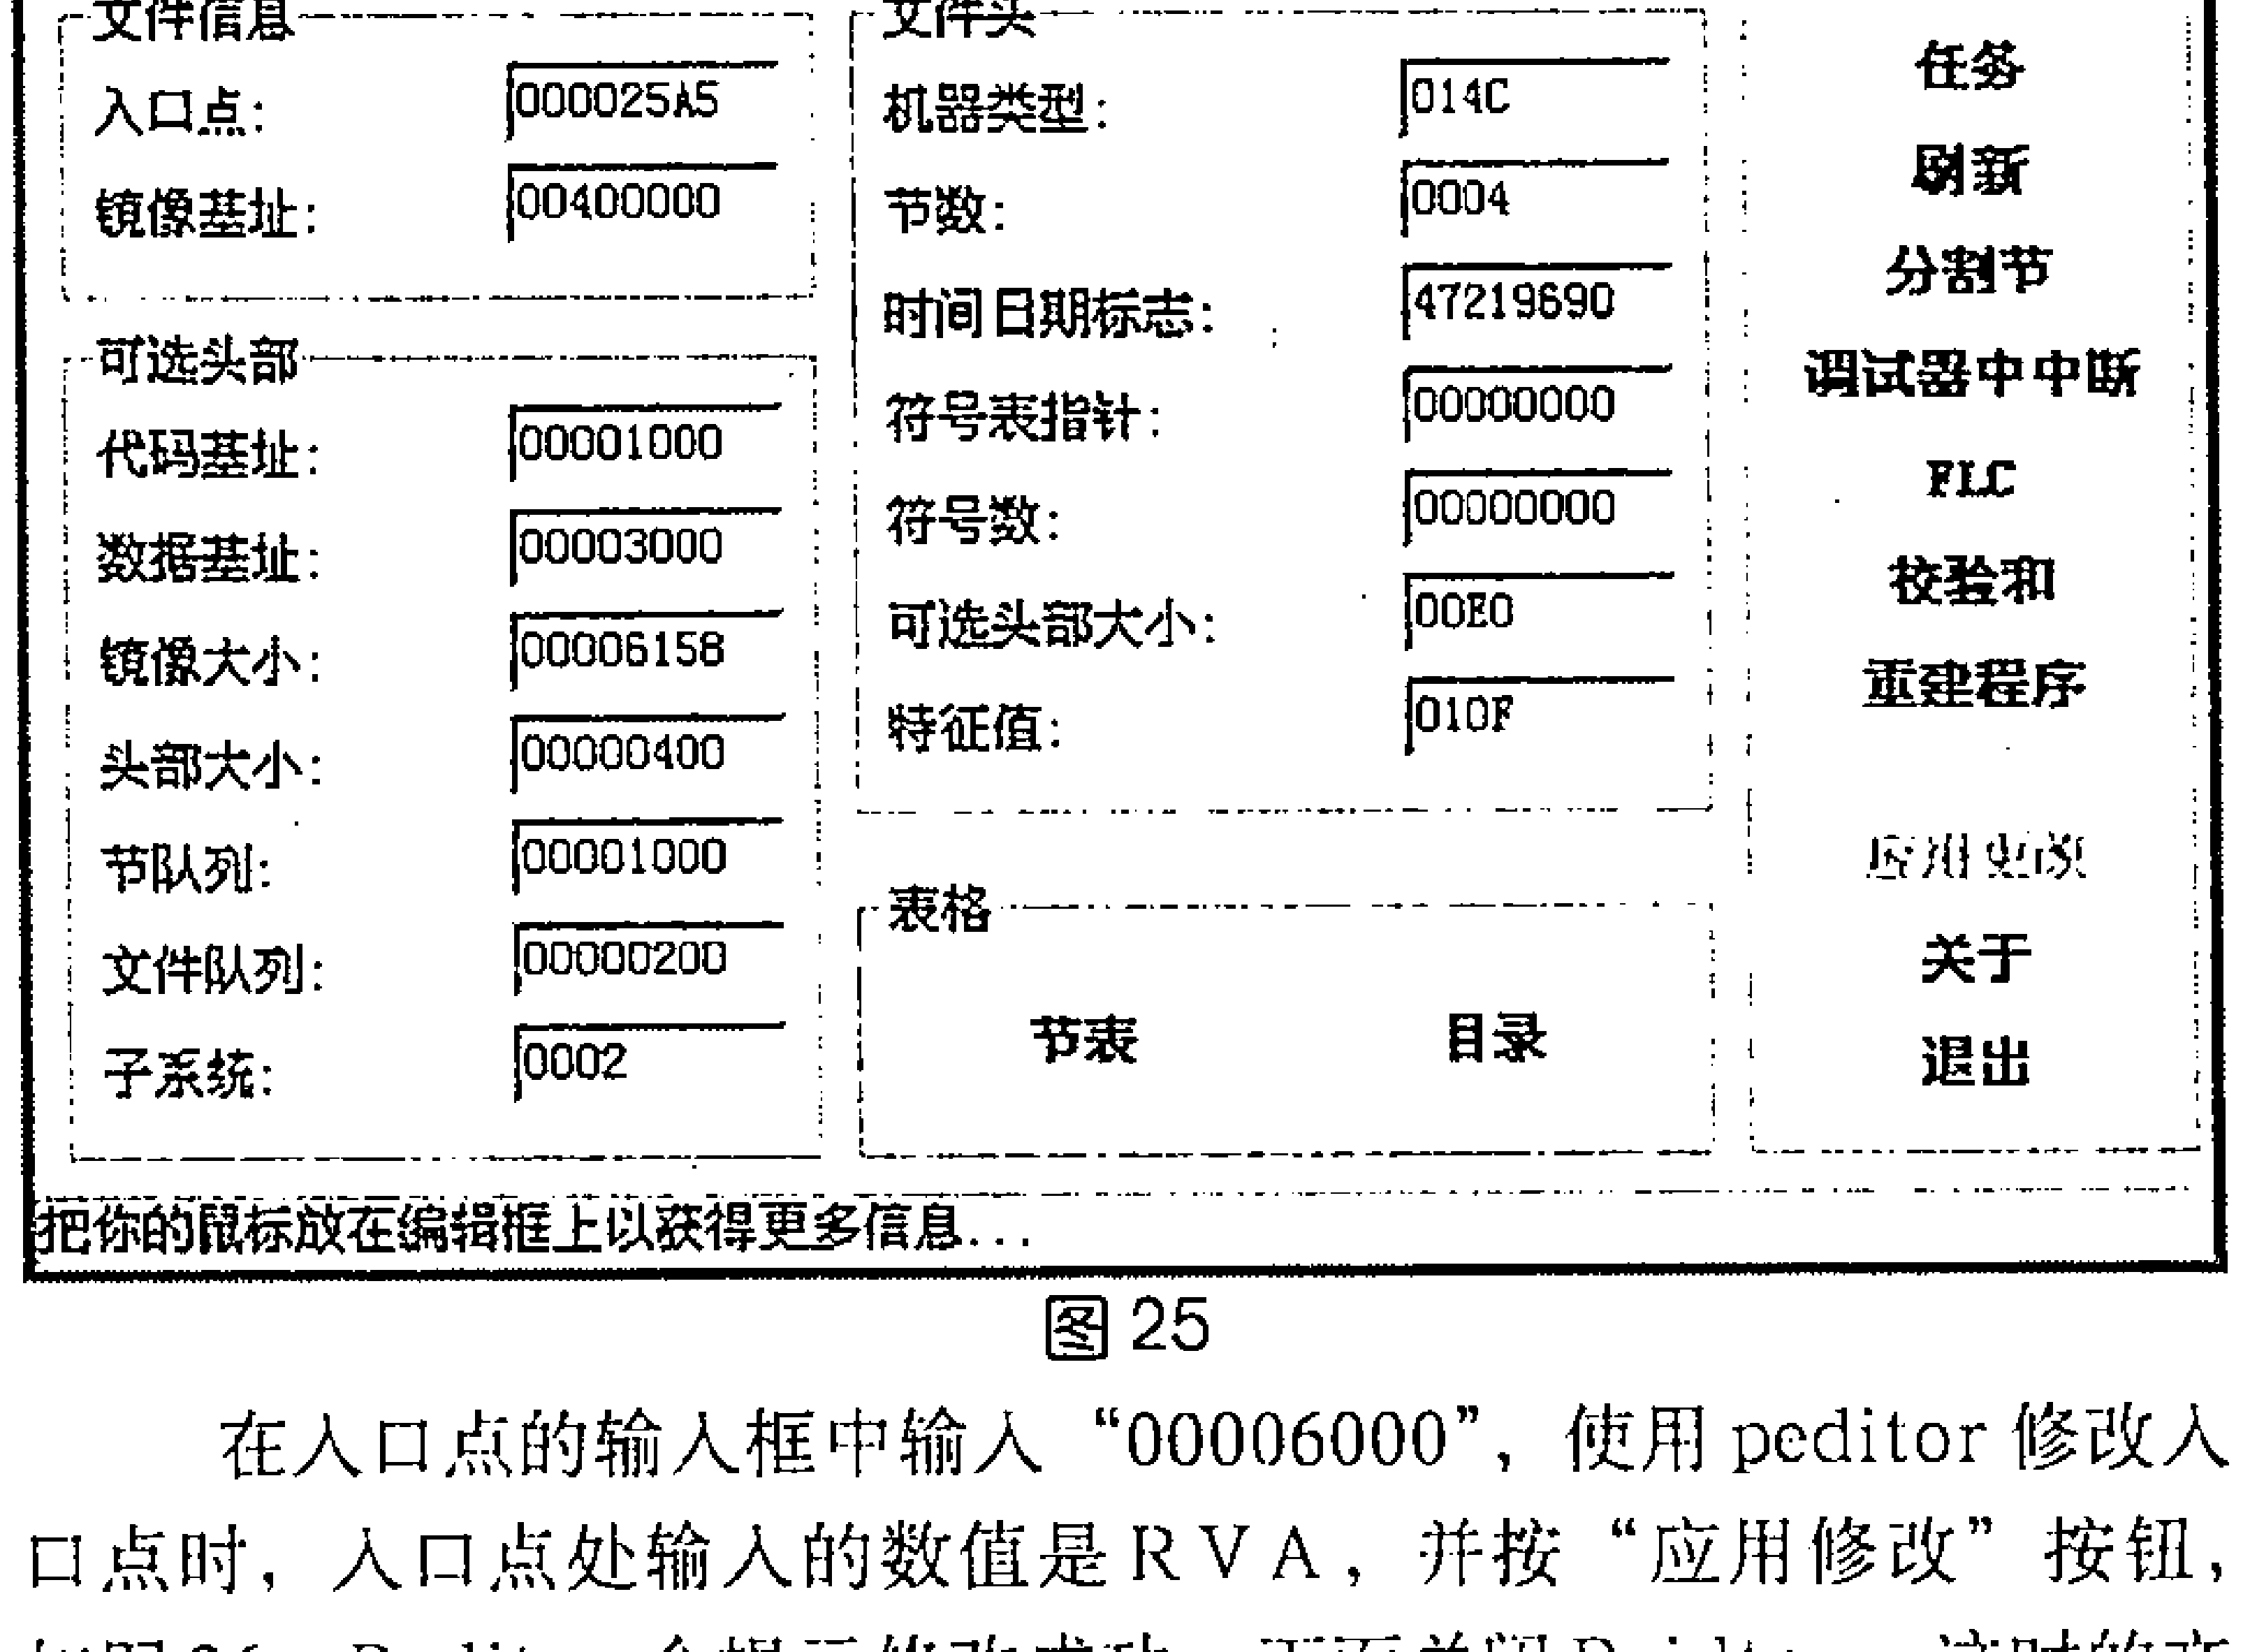 文件信息
入口点: 000025A5
镜像基址: 00400000
可选头部
代码基址: 00001000
数据基址: 00003000
镜像大小: 00006158
头部大小: 00000400
节队列: 00001000
文件队列: 00000200
子系统: 0002
文件头
机器类型: 014C
节数: 0004
时间日期标志: 47219690
符号表指针: 00000000
符号数: 00000000
可选头部大小: 00E0
特征值: 010F
表格
节表 目录
任务
刷新
分割节
调试器中中断
FLC
校验和
重建程序
应用更改
关于
退出
把你的鼠标放在编辑框上以获得更多信息...
图 25
在入口点的输入框中输入“00006000”，使用 peditor 修改入
口点时，入口点处输入的数值是 R V A，并按“应用修改”按钮，